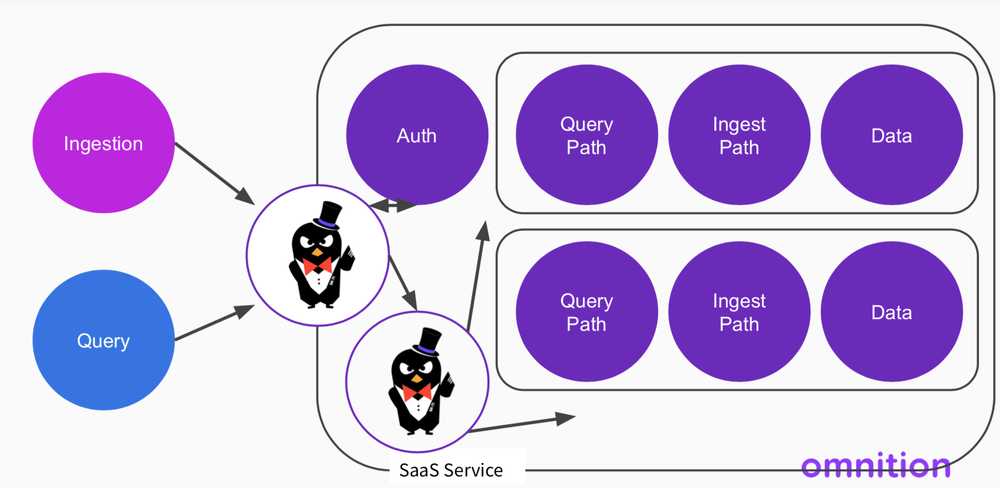 Ingestion
Query
Auth
Query
Path
Ingest
Path
Data
Query
Path
Ingest
Path
Data
SaaS Service
omnition